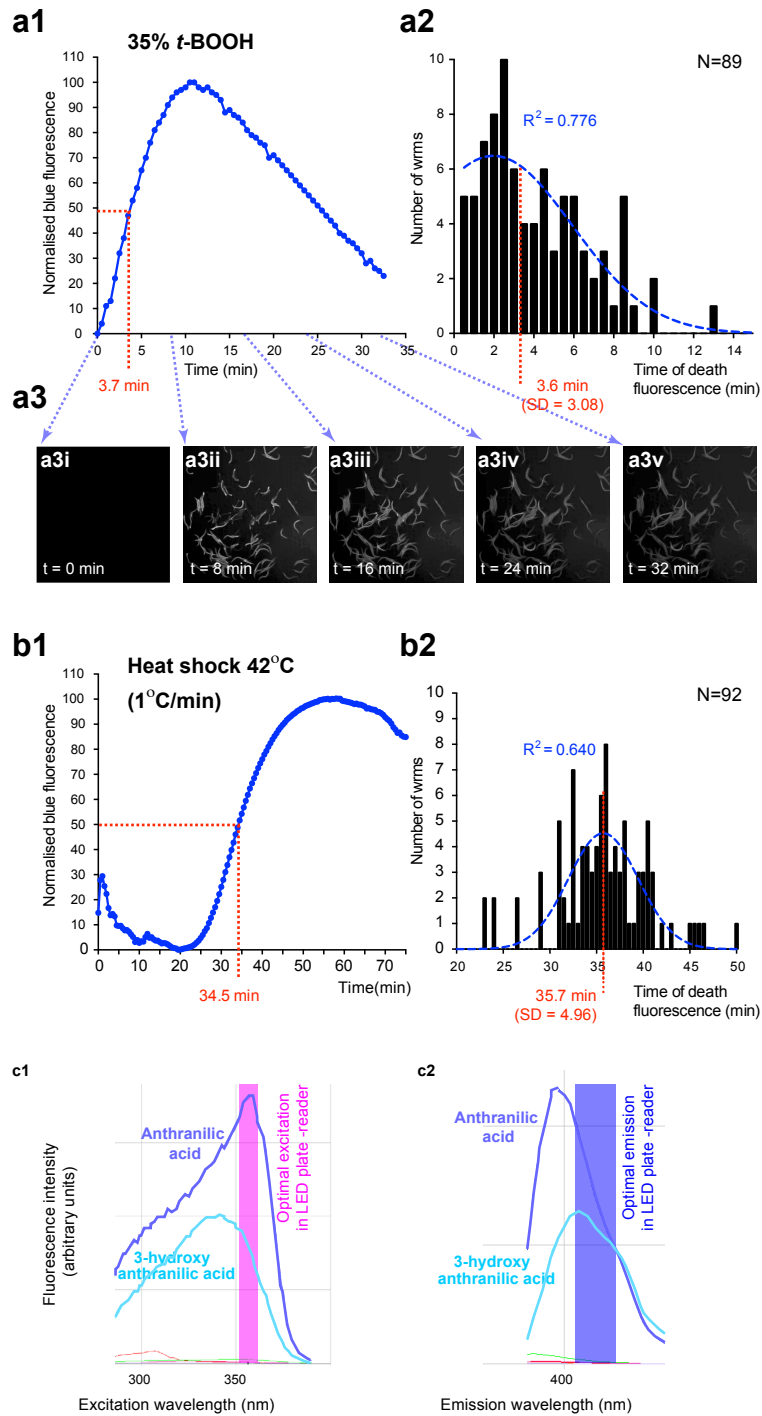 a1
35% t-BOOH
Normalised blue fluorescence
110
100
90
80
70
60
50
40
30
20
10
0
0 5 10 15 20 25 30 35
3.7 min
Time (min)
a2
N=89
R² = 0.776
Number of wrms
10
8
6
4
2
0
0 2 4 6 8 10 12 14
3.6 min
(SD = 3.08)
Time of death
fluorescence (min)
a3
a3i
t = 0 min
a3ii
t = 8 min
a3iii
t = 16 min
a3iv
t = 24 min
a3v
t = 32 min
b1
Heat shock 42°C
(1°C/min)
Normalised blue fluorescence
110
100
90
80
70
60
50
40
30
20
10
0
0 10 20 30 40 50 60 70
34.5 min
Time(min)
b2
N=92
R² = 0.640
Number of wrms
10
9
8
7
6
5
4
3
2
1
0
20 25 30 35 40 45 50
35.7 min
(SD = 4.96)
Time of death
fluorescence (min)
c1
Anthranilic
acid
3-hydroxy
anthranilic acid
Optimal excitation
in LED plate -reader
Fluorescence intensity
(arbitrary units)
300 350
Excitation wavelength (nm)
c2
Anthranilic
acid
3-hydroxy
anthranilic acid
Optimal emission
in LED plate -reader
400
Emission wavelength (nm)